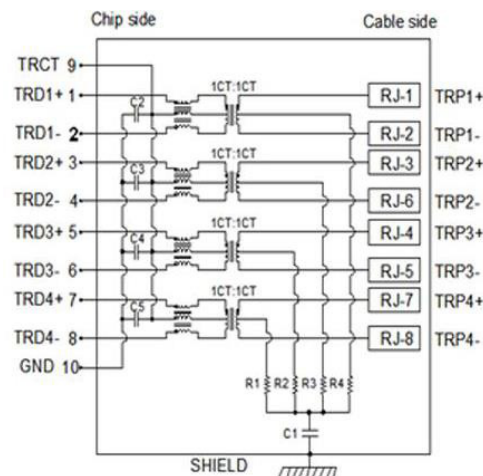 Chip side Cable side
TRCT 9
1CT:1CT
TRD1+ 1 RJ-1 TRP1+
C2
TRD1- 2 RJ-2 TRP1-
1CT:1CT
TRD2+ 3 RJ-3 TRP2+
C3
TRD2- 4 RJ-6 TRP2-
1CT:1CT
TRD3+ 5 RJ-4 TRP3+
C4
TRD3- 6 RJ-5 TRP3-
1CT:1CT
TRD4+ 7 RJ-7 TRP4+
C5
TRD4- 8 RJ-8 TRP4-
GND 10
R1 R2 R3 R4
C1
SHIELD